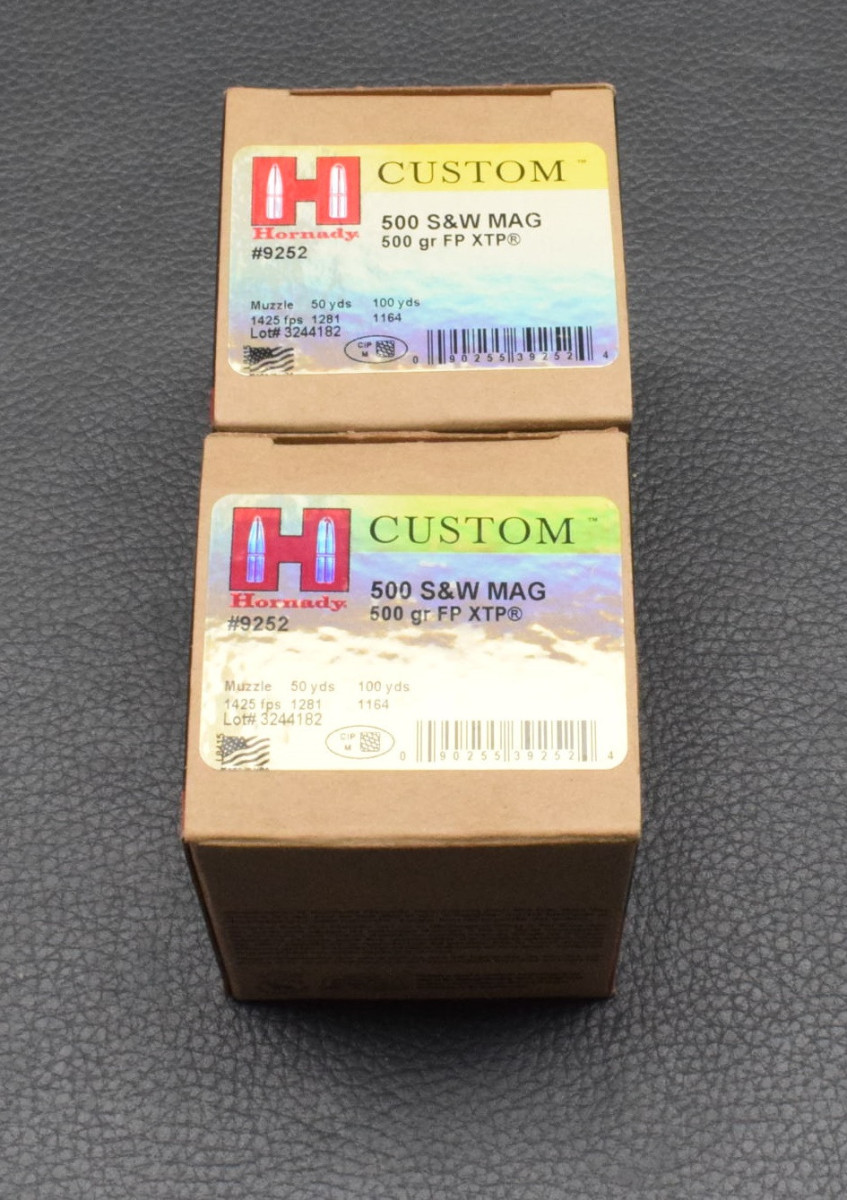 CUSTOM™
Hornady
500 S&W MAG
500 gr FP XTP®
#9252
Muzzle 50 yds 100 yds
1425 fps 1281 1164
Lot# 3244182
CIP
M
0 90255 39252 4
CUSTOM™
Hornady
500 S&W MAG
500 gr FP XTP®
#9252
Muzzle 50 yds 100 yds
1425 fps 1281 1164
Lot# 3244182
CIP
M
0 90255 39252 4